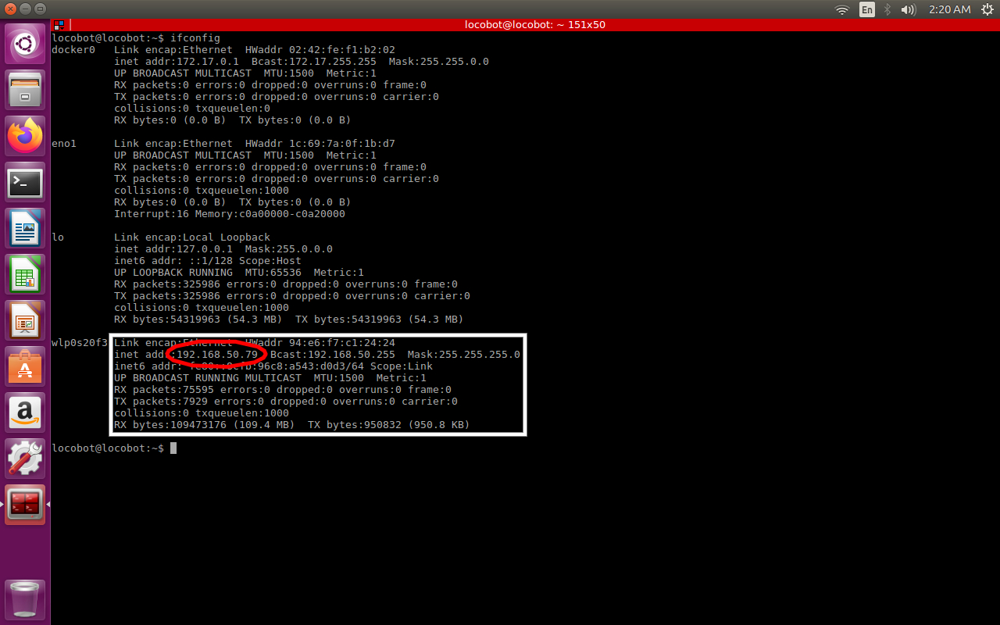 En 2:20 AM
locobot@locobot: ~ 151x50
locobot@locobot:~$ ifconfig
docker0   Link encap:Ethernet  HWaddr 02:42:fe:f1:b2:02
inet addr:172.17.0.1  Bcast:172.17.255.255  Mask:255.255.0.0
UP BROADCAST MULTICAST  MTU:1500  Metric:1
RX packets:0 errors:0 dropped:0 overruns:0 frame:0
TX packets:0 errors:0 dropped:0 overruns:0 carrier:0
collisions:0 txqueuelen:0
RX bytes:0 (0.0 B)  TX bytes:0 (0.0 B)
eno1      Link encap:Ethernet  HWaddr 1c:69:7a:0f:1b:d7
UP BROADCAST MULTICAST  MTU:1500  Metric:1
RX packets:0 errors:0 dropped:0 overruns:0 frame:0
TX packets:0 errors:0 dropped:0 overruns:0 carrier:0
collisions:0 txqueuelen:1000
RX bytes:0 (0.0 B)  TX bytes:0 (0.0 B)
Interrupt:16 Memory:c0a00000-c0a20000
lo        Link encap:Local Loopback
inet addr:127.0.0.1  Mask:255.0.0.0
inet6 addr: ::1/128 Scope:Host
UP LOOPBACK RUNNING  MTU:65536  Metric:1
RX packets:325986 errors:0 dropped:0 overruns:0 frame:0
TX packets:325986 errors:0 dropped:0 overruns:0 carrier:0
collisions:0 txqueuelen:1000
RX bytes:54319963 (54.3 MB)  TX bytes:54319963 (54.3 MB)
wlp0s20f3 Link encap:Ethernet  HWaddr 94:e6:f7:c1:24:24
inet addr:192.168.50.79  Bcast:192.168.50.255  Mask:255.255.255.0
inet6 addr: Scope:Link
UP BROADCAST RUNNING MULTICAST  MTU:1500  Metric:1
RX packets:75595 errors:0 dropped:0 overruns:0 frame:0
TX packets:7929 errors:0 dropped:0 overruns:0 carrier:0
collisions:0 txqueuelen:1000
RX bytes:109473176 (109.4 MB)  TX bytes:950832 (950.8 KB)
locobot@locobot:~$